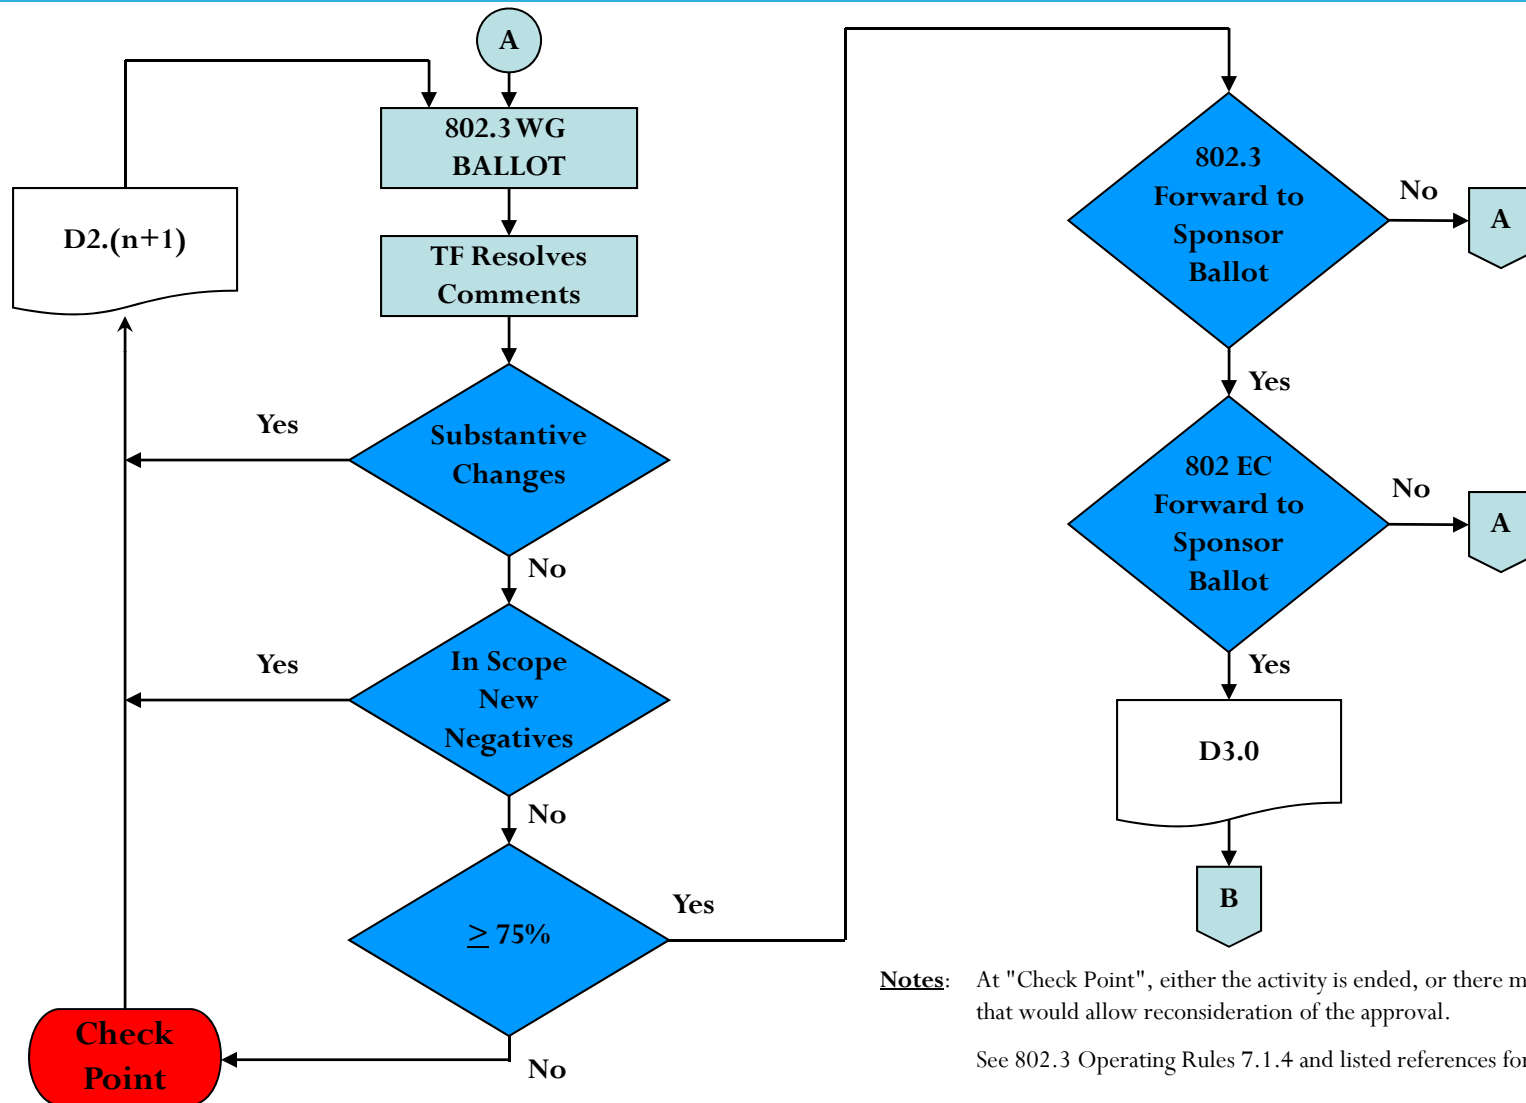 A
802.3 WG
BALLOT
D2.(n+1)
TF Resolves
Comments
Yes
Substantive
Changes
No
Yes
In Scope
New
Negatives
No
≥ 75%
Yes
No
Check
Point
802.3
Forward to
Sponsor
Ballot
No
A
Yes
802 EC
Forward to
Sponsor
Ballot
No
A
Yes
D3.0
B
Notes: At "Check Point", either the activity is ended, or there
that would allow reconsideration of the approval.
See 802.3 Operating Rules 7.1.4 and listed references for